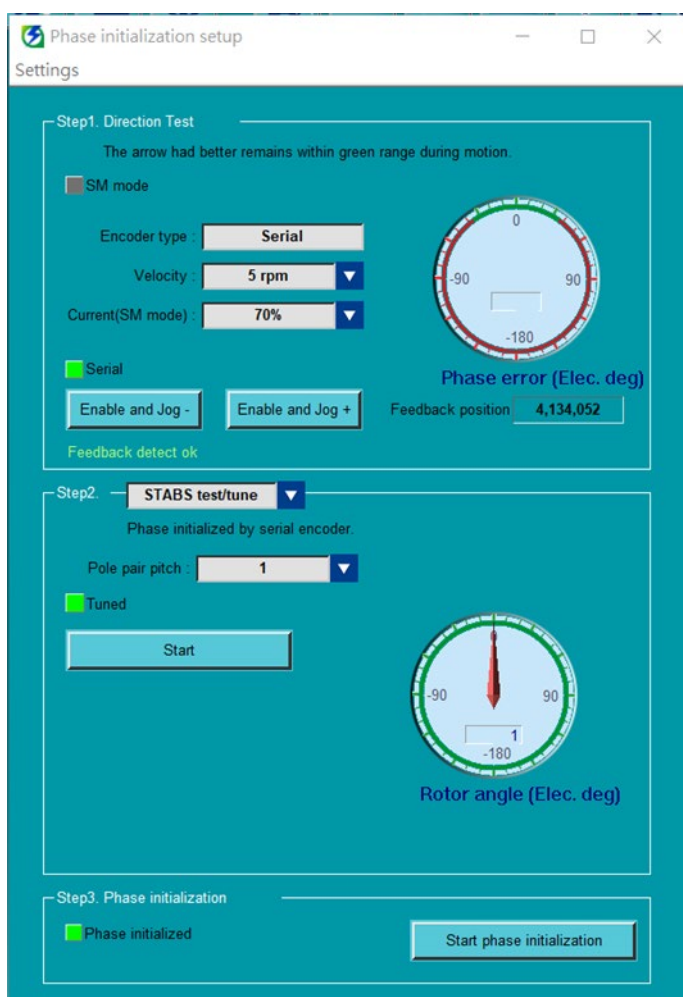 Phase initialization setup
Settings
Step1. Direction Test
The arrow had better remains within green range during motion.
SM mode
Encoder type : Serial
Velocity : 5 rpm
Current(SM mode) : 70%
0
-90 90
-180
Phase error (Elec. deg)
Serial
Enable and Jog - Enable and Jog + Feedback position 4,134,052
Feedback detect ok
Step2. STABS test/tune
Phase initialized by serial encoder.
Pole pair pitch : 1
Tuned
Start
0
-90 90
1
-180
Rotor angle (Elec. deg)
Step3. Phase initialization
Phase initialized
Start phase initialization